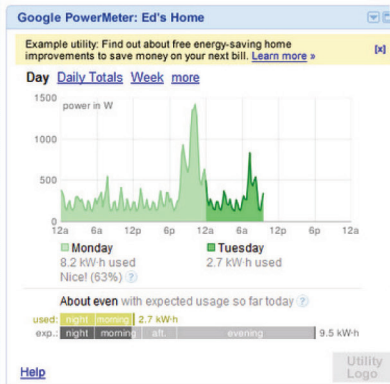 Google PowerMeter: Ed's Home
Example utility: Find out about free energy-saving home
improvements to save money on your next bill. Learn more »
[x]
Day Daily Totals Week more
power in W
1500
1000
500
0
12a 6a 12p 6p 12a 6a 12p 6p 12a
Monday Tuesday
8.2 kW·h used 2.7 kW·h used
Nice! (63%) ?
About even with expected usage so far today ?
used: night morning 2.7 kW·h
exp.: night morning aft. evening 9.5 kW·h
Help
Utility
Logo